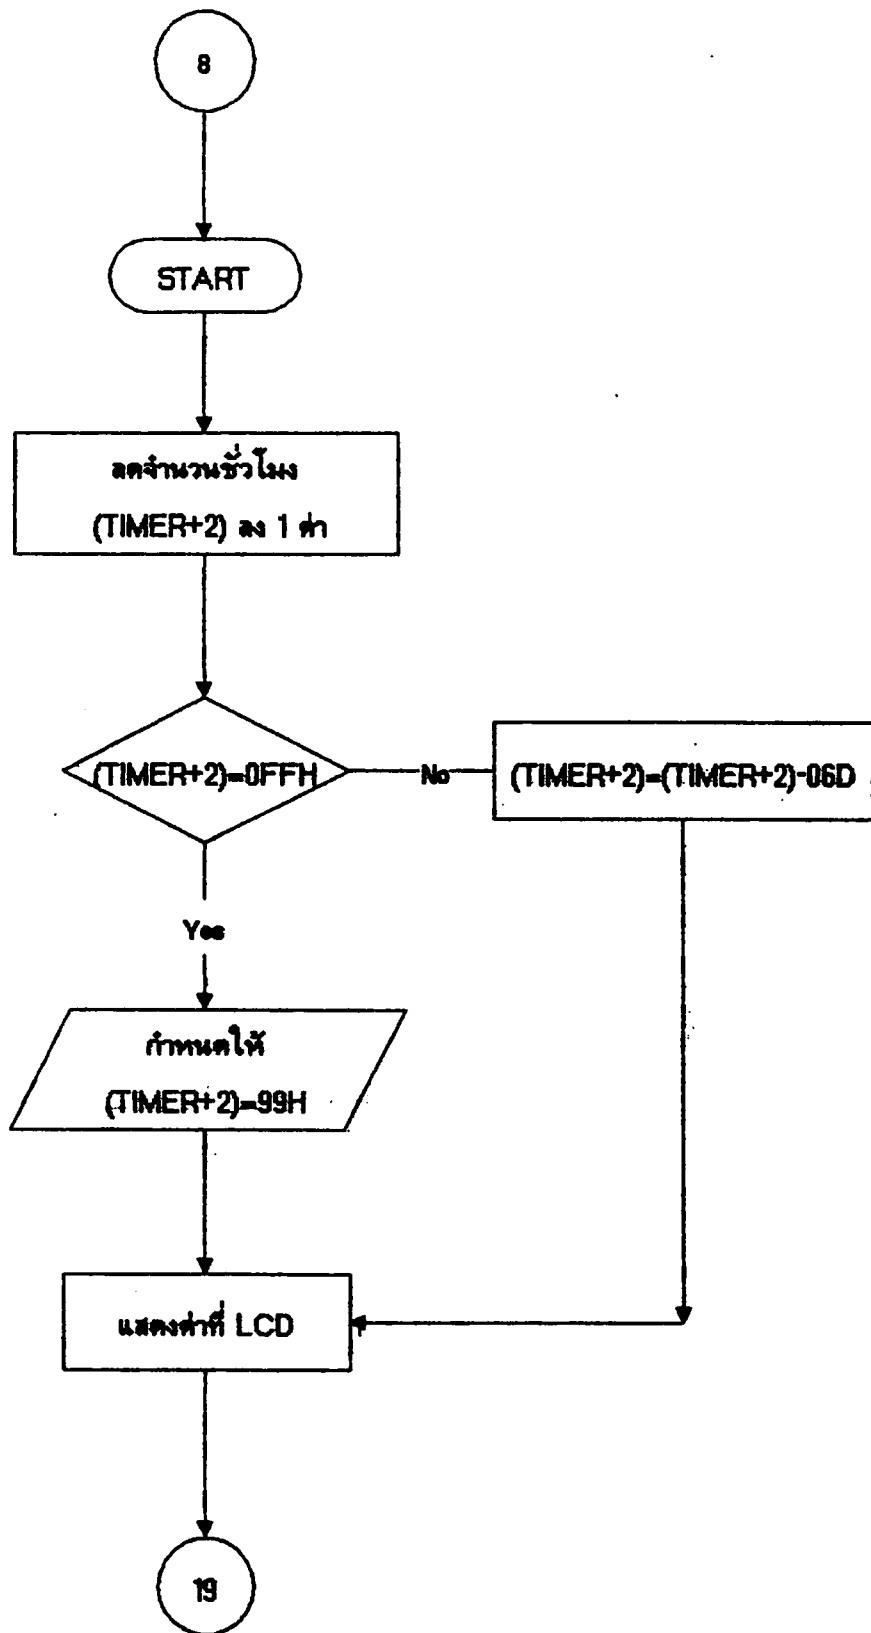 8
START
ลดจำนวนชั่วโมง
(TIMER+2) ลง 1 ค่า
(TIMER+2)=0FFH
No
(TIMER+2)=(TIMER+2)-06D
Yes
กำหนดให้
(TIMER+2)=99H
แสดงค่าที่ LCD
19